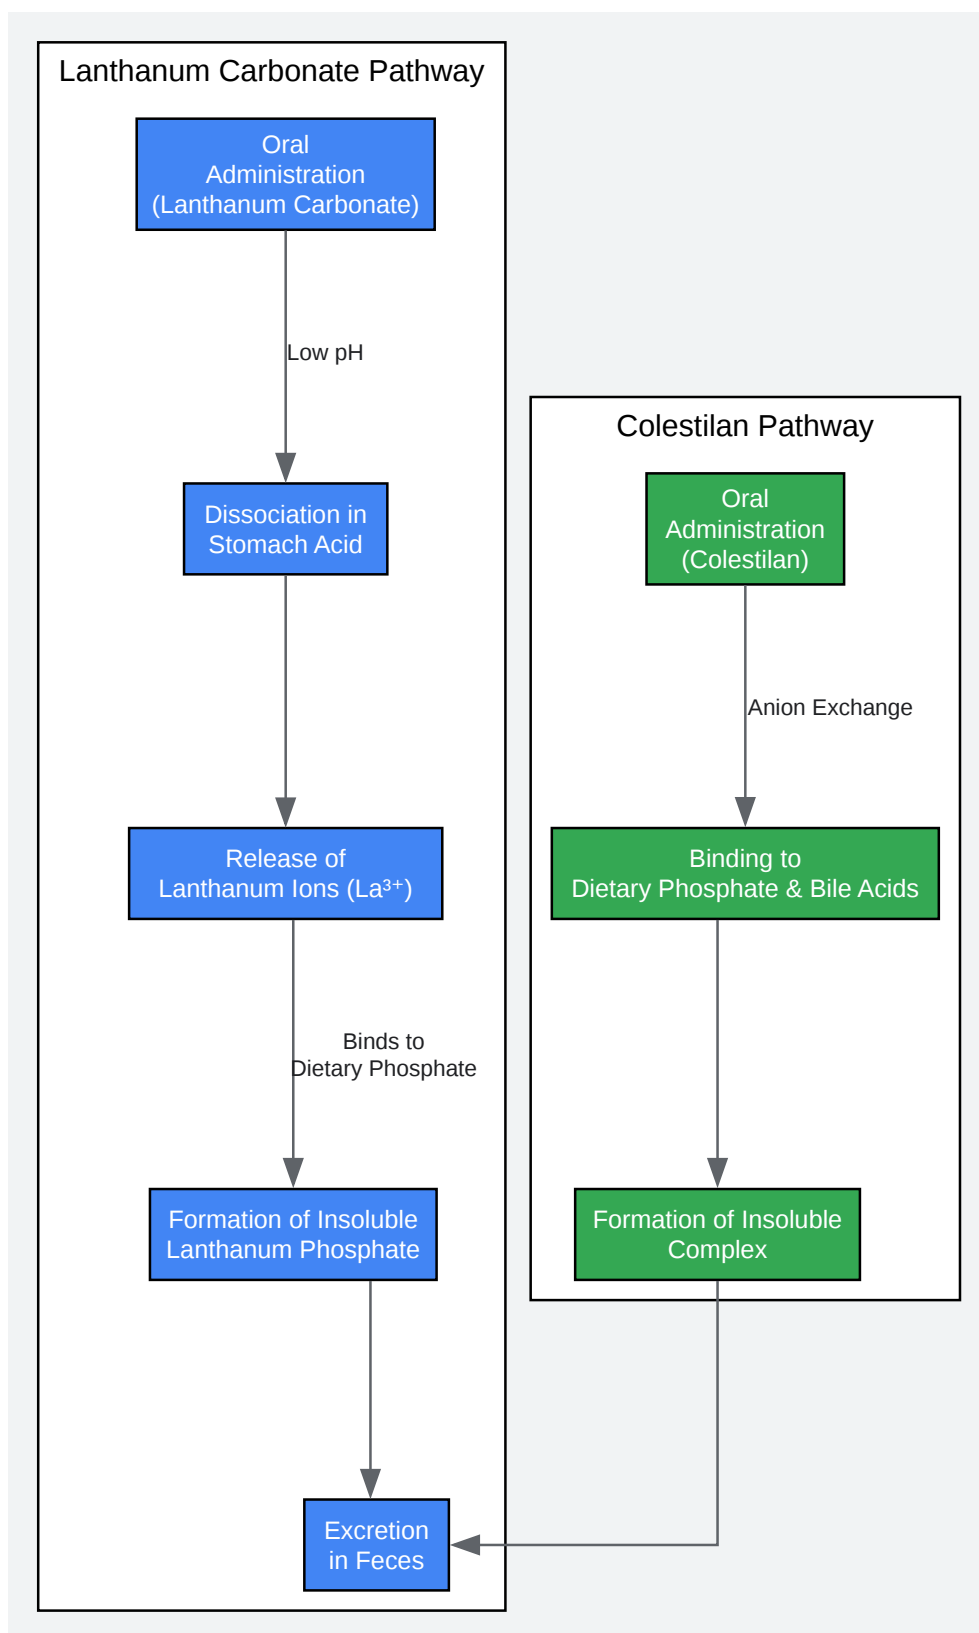 Lanthanum Carbonate Pathway
Oral
Administration
(Lanthanum Carbonate)
Low pH
Dissociation in
Stomach Acid
Release of
Lanthanum Ions (La³⁺)
Binds to
Dietary Phosphate
Formation of Insoluble
Lanthanum Phosphate
Excretion
in Feces
Colestilan Pathway
Oral
Administration
(Colestilan)
Anion Exchange
Binding to
Dietary Phosphate & Bile Acids
Formation of Insoluble
Complex